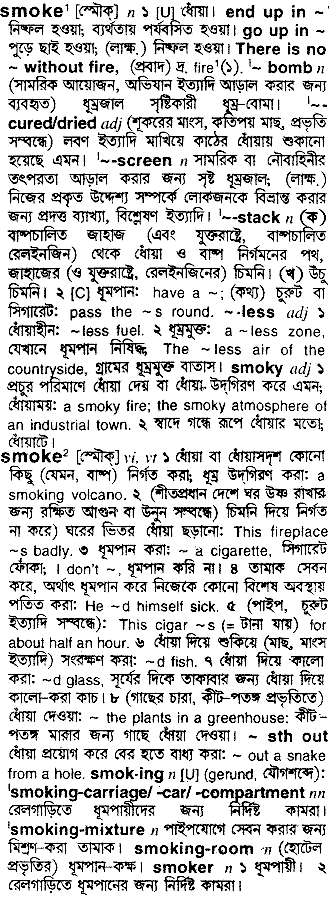 smoke¹ [স্মৌক্] n ১ [U] ধোঁয়া। end up in ~
নিষ্ফল হওয়া; ব্যর্থতায় পর্যবসিত হওয়া। go up in ~
পুড়ে ছাই হওয়া; (লাক্ষ.) নিষ্ফল হওয়া। There is no
~ without fire, (প্রবাদ) দ্র. fire¹(১). ¹~ bomb n
(সামরিক আয়োজন, অভিযান ইত্যাদি আড়াল করার জন্য
ব্যবহৃত) ধূম্রজাল সৃষ্টিকারী ধূম্র-বোমা। ¹~-
cured/dried adj (শূকরের মাংস, কতিপয় মাছ, প্রভৃতি
সম্বন্ধে) লবণ ইত্যাদি মাখিয়ে কাঠের ধোঁয়ায় শুকানো
হয়েছে এমন। ¹~-screen n সামরিক বা নৌবাহিনীর
তৎপরতা আড়াল করার জন্য সৃষ্ট ধূম্রজাল; (লাক্ষ.)
নিজের প্রকৃত উদ্দেশ্য সম্পর্কে লোকজনকে বিভ্রান্ত করার
জন্য প্রদত্ত ব্যাখ্যা, বিশ্লেষণ ইত্যাদি। ¹~-stack n (ক)
বাষ্পচালিত জাহাজ (এবং যুক্তরাষ্ট্রে, বাষ্পচালিত
রেলইনজিন) থেকে ধোঁয়া ও বাষ্প নির্গমনের পথ,
জাহাজের (ও যুক্তরাষ্ট্রে, রেলইনজিনের) চিমনি। (খ) উঁচু
চিমনি। ২ [C] ধূমপান: have a ~; (কথ্য) চুরুট বা
সিগারেট: pass the ~s round. ~·less adj ১
ধোঁয়াহীন: ~less fuel. ২ ধূমমুক্ত: a ~less zone,
যেখানে ধূমপান নিষিদ্ধ; The ~less air of the
countryside, গ্রামের ধূমমুক্ত বাতাস। smoky adj ১
প্রচুর পরিমাণে ধোঁয়া দেয় বা ধোঁয়া-উদ্‌গিরণ করে এমন;
ধোঁয়াময়: a smoky fire; the smoky atmosphere of
an industrial town. ২ স্বাদে গন্ধে রূপে ধোঁয়ার মতো;
ধোঁয়াটে।
smoke² [স্মৌক্] vi, vt ১ ধোঁয়া বা ধোঁয়াসদৃশ কোনো
কিছু (যেমন, বাষ্প) নির্গত করা; ধূম্র উদ্‌গিরণ করা: a
smoking volcano. ২ (শীতপ্রধান দেশে ঘর উষ্ণ রাখার
জন্য রক্ষিত আগুন বা উনুন সম্বন্ধে) চিমনি দিয়ে নির্গত
না করে) ঘরের ভিতর ধোঁয়া ছড়ানো: This fireplace
~s badly. ৩ ধূমপান করা: ~ a cigarette, সিগারেট
ফোঁকা; I don't ~, ধূমপান করি না। ৪ তামাক সেবন
করে, অর্থাৎ ধূমপান করে নিজেকে কোনো বিশেষ অবস্থায়
পতিত করা: He ~d himself sick. ৫ (পাইপ, চুরুট
ইত্যাদি সম্বন্ধে): This cigar ~s (= টানা যায়) for
about half an hour. ৬ ধোঁয়া দিয়ে শুকিয়ে (মাছ, মাংস
ইত্যাদি) সংরক্ষণ করা: ~d fish. ৭ ধোঁয়া দিয়ে কালো
করা: ~d glass, সূর্যের দিকে তাকাবার জন্য ধোঁয়া দিয়ে
কালো-করা কাচ। ৮ (গাছের চারা, কীট-পতঙ্গ প্রভৃতিতে)
ধোঁয়া দেওয়া: ~ the plants in a greenhouse: কীট-
পতঙ্গ মারার জন্য গাছে ধোঁয়া দেওয়া। ~ sth out
ধোঁয়া প্রয়োগ করে বের হতে বাধ্য করা: ~ out a snake
from a hole. smok·ing n [U] (gerund, যৌগশব্দে):
¹smoking-carriage/ -car/ -compartment nn
রেলগাড়িতে ধূমপায়ীদের জন্য নির্দিষ্ট কামরা।
¹smoking-mixture n পাইপযোগে সেবন করার জন্য
মিশ্রণ-করা তামাক। smoking-room n (হোটেল
প্রভৃতির) ধূমপান-কক্ষ। smoker n ১ ধূমপায়ী। ২
রেলগাড়িতে ধূমপানের জন্য নির্দিষ্ট কামরা।